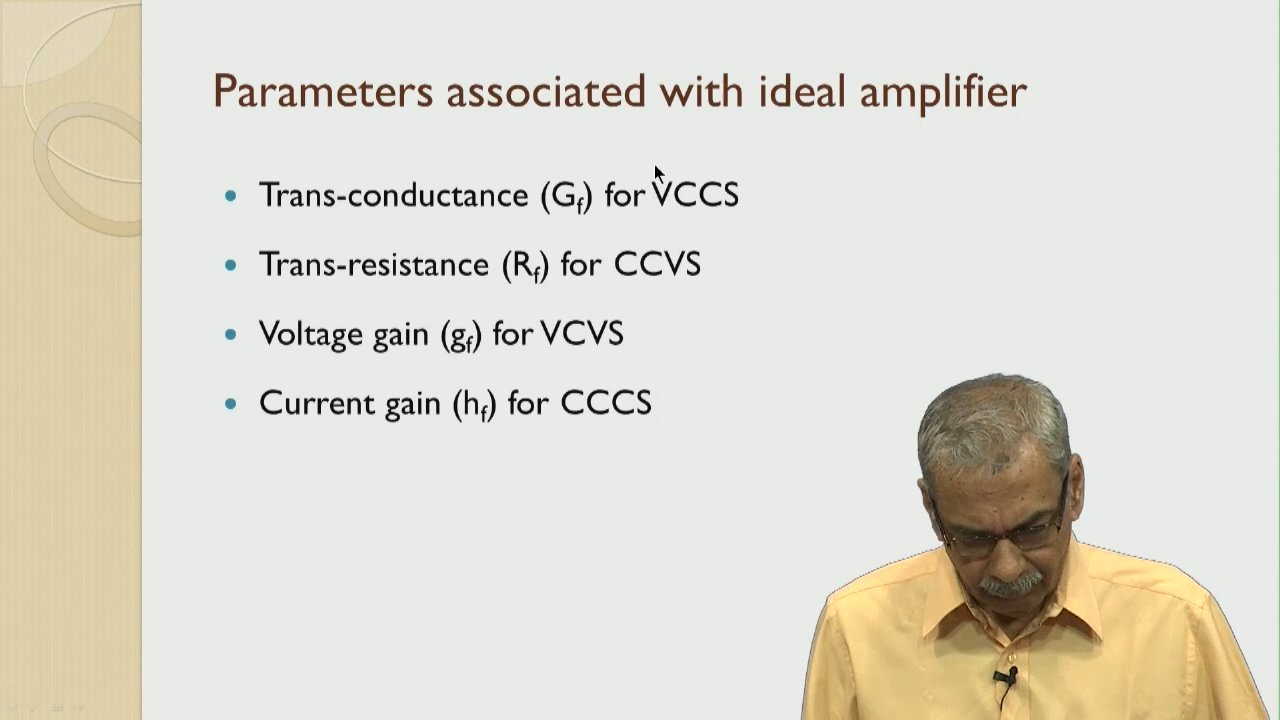 Parameters associated with ideal amplifier
• Trans-conductance (Gf) for VCCS
• Trans-resistance (Rf) for CCVS
• Voltage gain (gf) for VCVS
• Current gain (hf) for CCCS